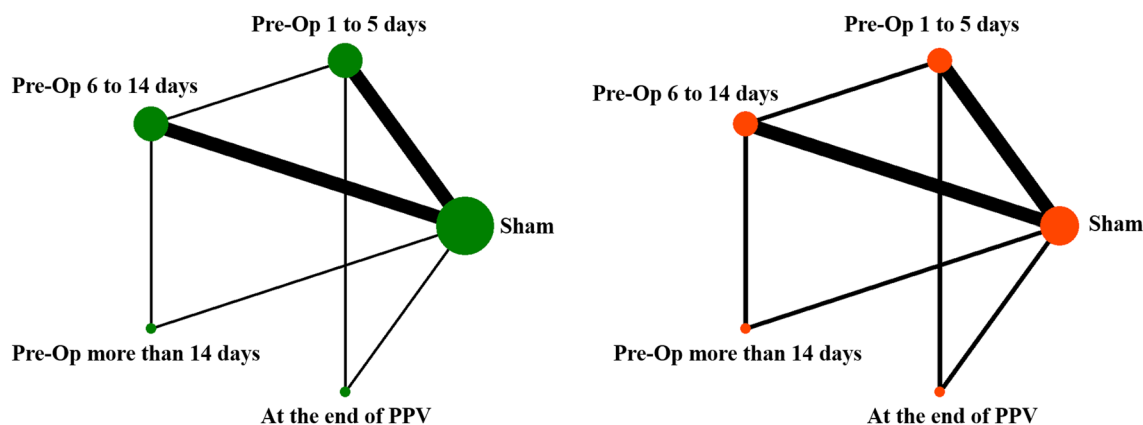 Pre-Op 1 to 5 days
Pre-Op 6 to 14 days
Sham
Pre-Op more than 14 days
At the end of PPV
Pre-Op 1 to 5 days
Pre-Op 6 to 14 days
Sham
Pre-Op more than 14 days
At the end of PPV